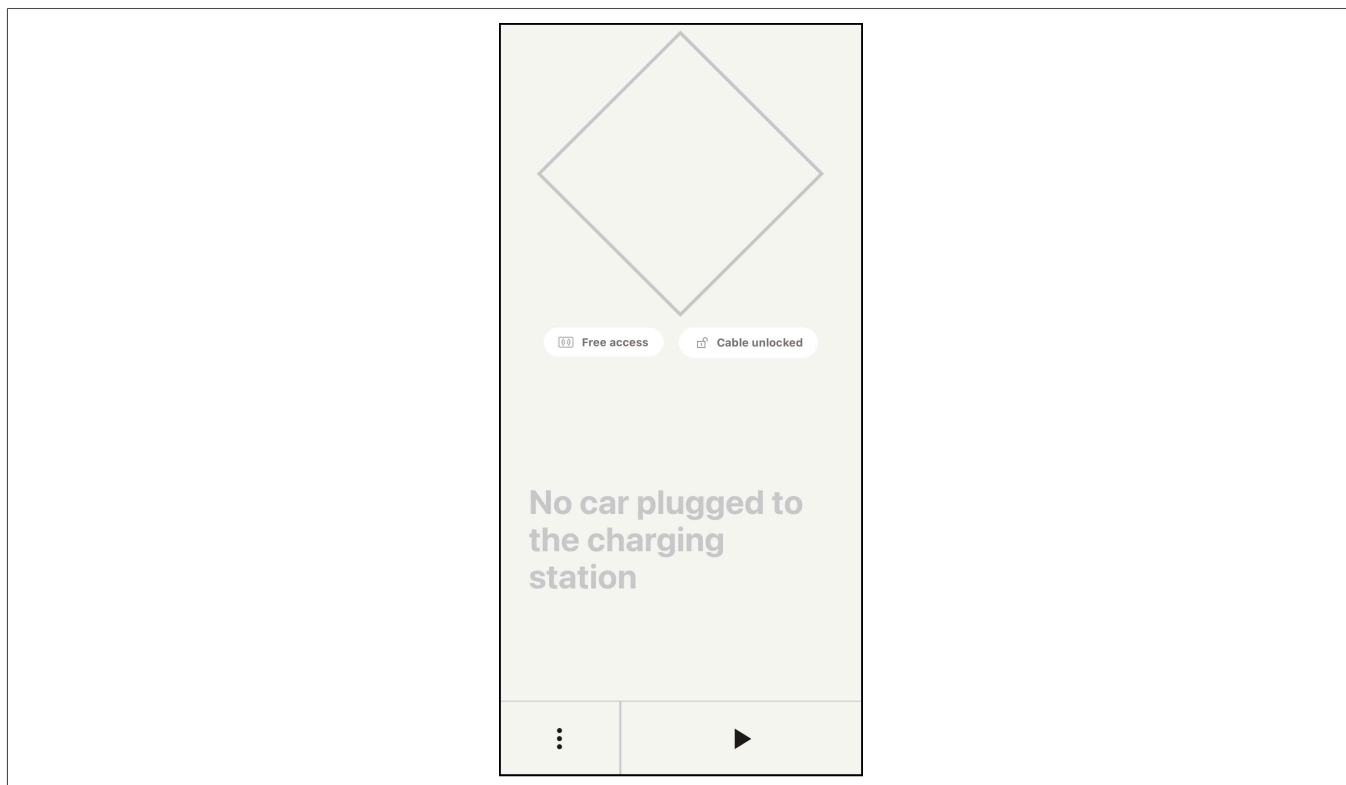 Free access
Cable unlocked
No car plugged to
the charging
station